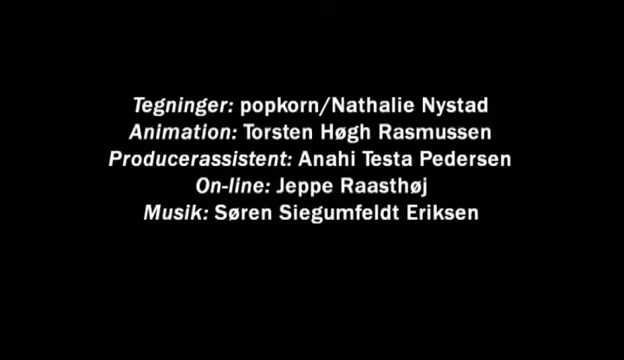 Tegninger: popkorn/Nathalie Nystad
Animation: Torsten Høgh Rasmussen
Producerassistent: Anahi Testa Pedersen
On-line: Jeppe Raasthøj
Musik: Søren Siegumfeldt Eriksen